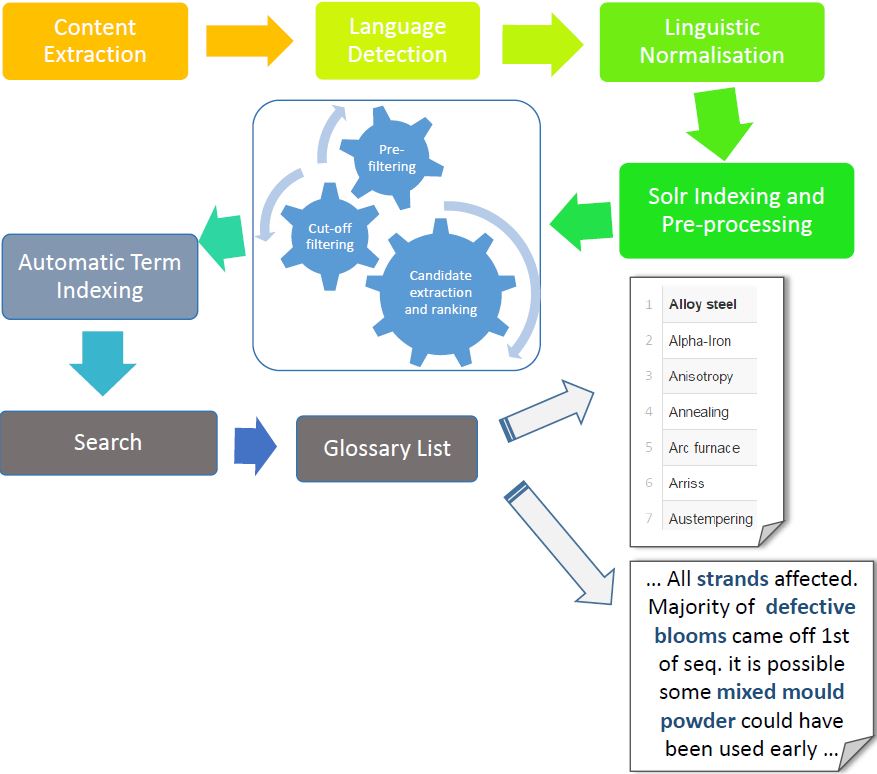 Content
Extraction
Language
Detection
Linguistic
Normalisation
Solr Indexing and
Pre-processing
Pre-
filtering
Cut-off
filtering
Candidate
extraction
and ranking
Automatic Term
Indexing
Search
Glossary List
1 Alloy steel
2 Alpha-Iron
3 Anisotropy
4 Annealing
5 Arc furnace
6 Arriss
7 Austempering
... All strands affected.
Majority of defective
blooms came off 1st
of seq. it is possible
some mixed mould
powder could have
been used early ...